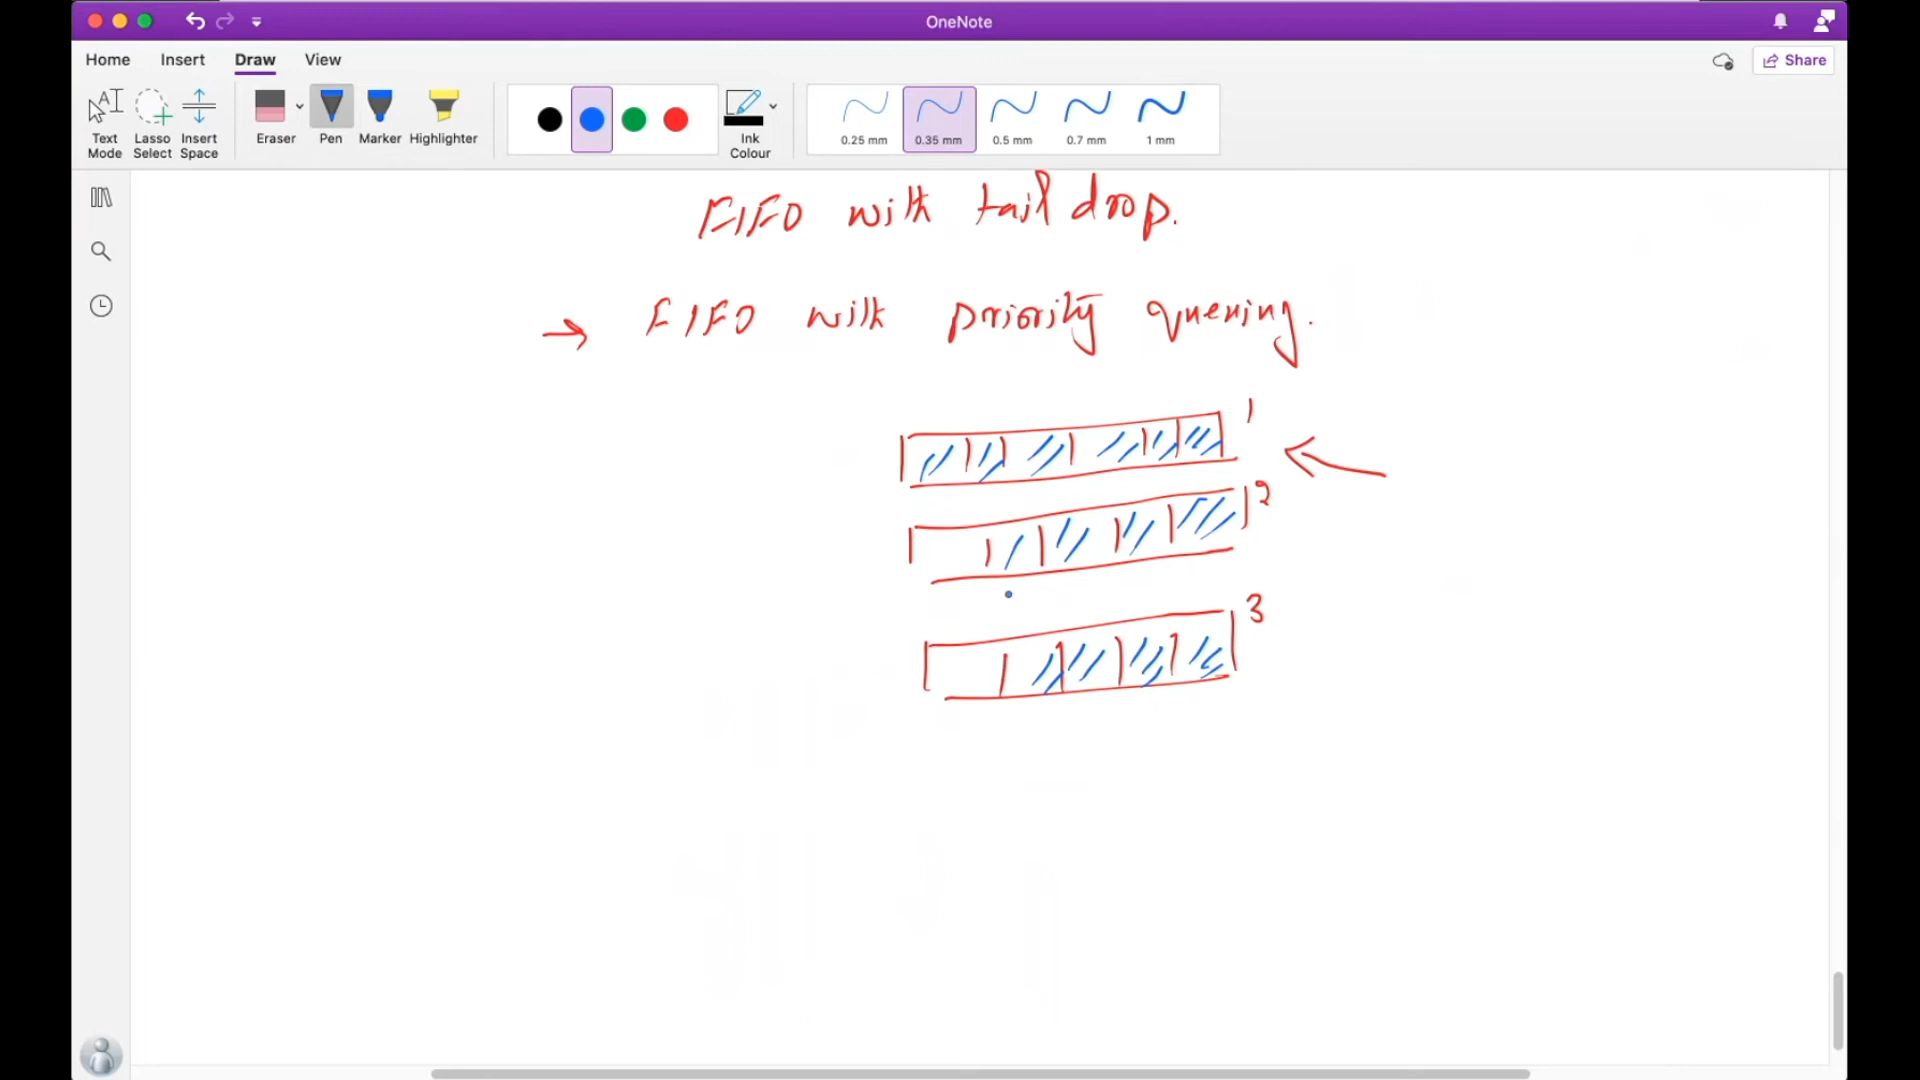 OneNote
Home Insert Draw View
Share
Text Mode
Lasso Select
Insert Space
Eraser
Pen
Marker
Highlighter
Ink Colour
0.25 mm
0.35 mm
0.5 mm
0.7 mm
1 mm
FIFO with tail drop.
→ FIFO with priority queuing.
1
2
3